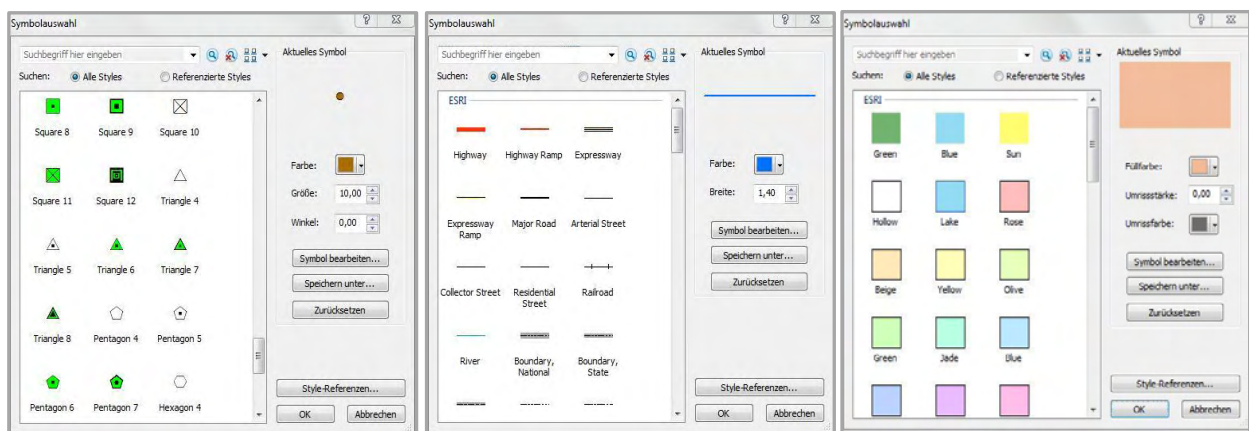 Symbolauswahl
Suchbegriff hier eingeben
Suchen: Alle Styles Referenzierte Styles
Square 8 Square 9 Square 10
Square 11 Square 12 Triangle 4
Triangle 5 Triangle 6 Triangle 7
Triangle 8 Pentagon 4 Pentagon 5
Pentagon 6 Pentagon 7 Hexagon 4
Aktuelles Symbol
Farbe:
Größe: 10,00
Winkel: 0,00
Symbol bearbeiten...
Speichern unter...
Zurücksetzen
Style-Referenzen...
OK Abbrechen
Symbolauswahl
Suchbegriff hier eingeben
Suchen: Alle Styles Referenzierte Styles
ESRI
Highway Highway Ramp Expressway
Expressway Major Road Arterial Street
Ramp
Collector Street Residential Railroad
Street
River Boundary, Boundary,
National State
Aktuelles Symbol
Farbe:
Breite: 1,40
Symbol bearbeiten...
Speichern unter...
Zurücksetzen
Style-Referenzen...
OK Abbrechen
Symbolauswahl
Suchbegriff hier eingeben
Suchen: Alle Styles Referenzierte Styles
ESRI
Green Blue Sun
Hollow Lake Rose
Beige Yellow Olive
Green Jade Blue
Aktuelles Symbol
Füllfarbe:
Umrissstärke: 0,00
Umrissfarbe:
Symbol bearbeiten...
Speichern unter...
Zurücksetzen
Style-Referenzen...
OK Abbrechen